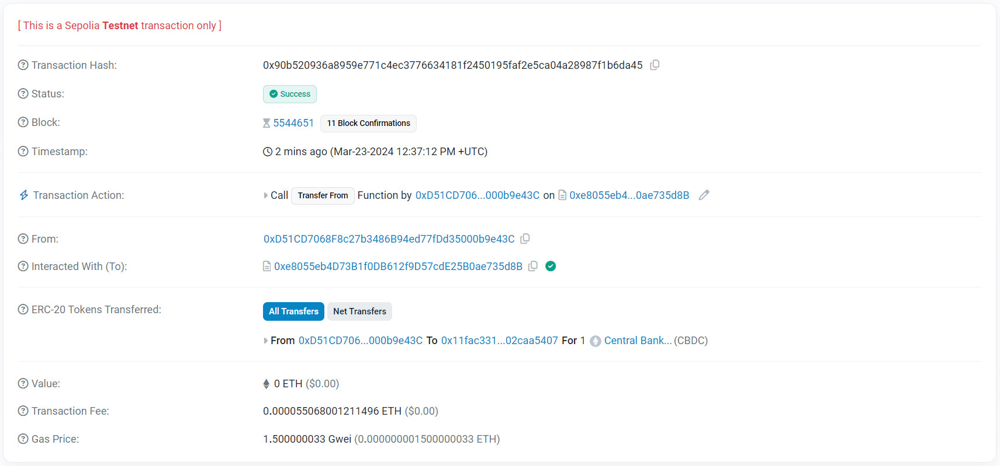 [ This is a Sepolia Testnet transaction only ]
Transaction Hash: 0x90b520936a8959e771c4ec3776634181f2450195faf2e5ca04a28987f1b6da45
Status: Success
Block: 5544651 11 Block Confirmations
Timestamp: 2 mins ago (Mar-23-2024 12:37:12 PM +UTC)
Transaction Action: Call Transfer From Function by 0xD51CD706...000b9e43C on 0xe8055eb4...0ae735d8B
From: 0xD51CD7068F8c27b3486B94ed77fDd35000b9e43C
Interacted With (To): 0xe8055eb4D73B1f0DB612f9D57cdE25B0ae735d8B
ERC-20 Tokens Transferred: All Transfers Net Transfers
From 0xD51CD706...000b9e43C To 0x11fac331...02caa5407 For 1 Central Bank... (CBDC)
Value: 0 ETH ($0.00)
Transaction Fee: 0.000055068001211496 ETH ($0.00)
Gas Price: 1.500000033 Gwei (0.000000001500000033 ETH)